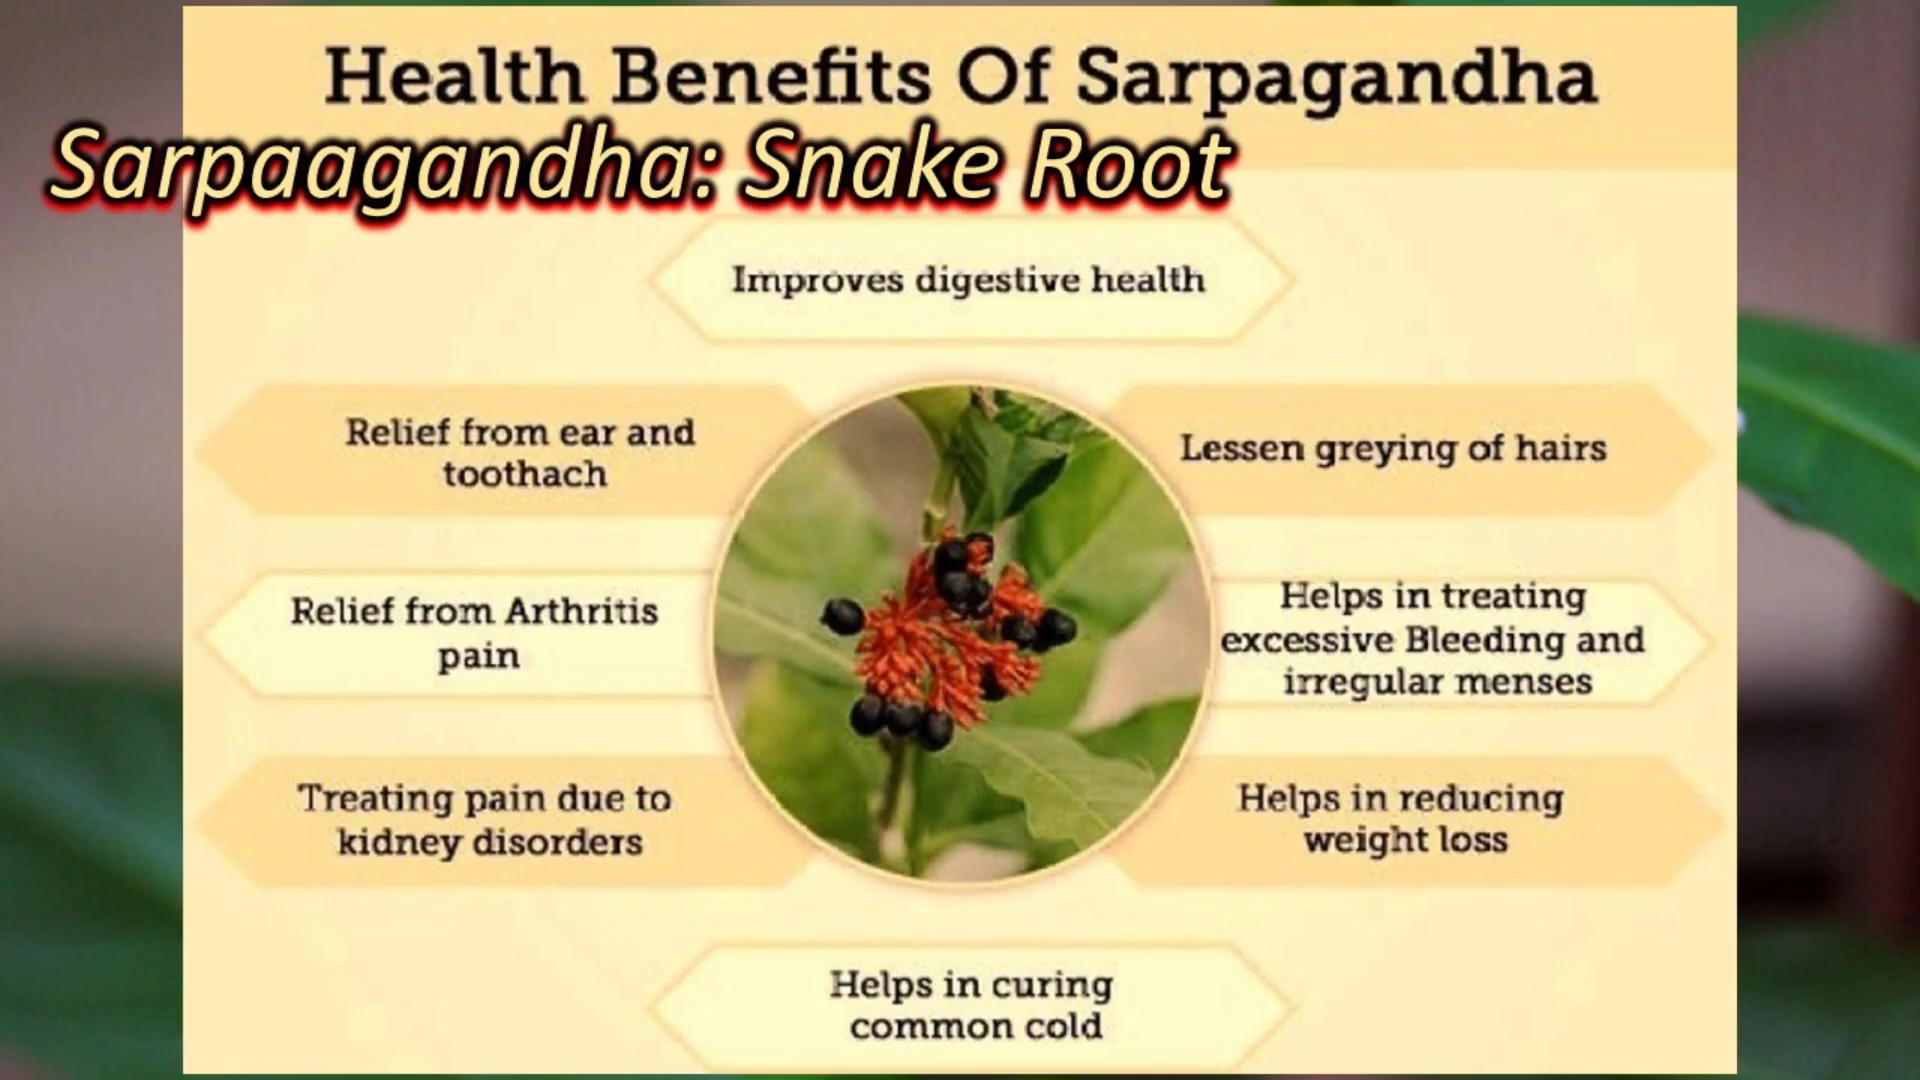 Health Benefits Of Sarpagandha
Sarpaagandha: Snake Root
Improves digestive health
Relief from ear and
toothach
Lessen greying of hairs
Relief from Arthritis
pain
Helps in treating
excessive Bleeding and
irregular menses
Treating pain due to
kidney disorders
Helps in reducing
weight loss
Helps in curing
common cold